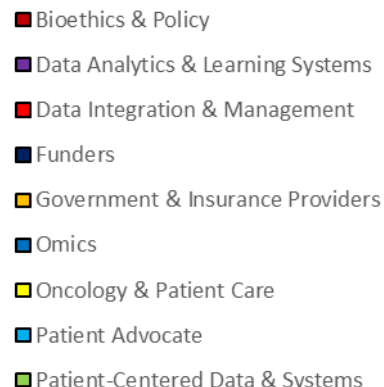 Bioethics & Policy
Data Analytics & Learning Systems
Data Integration & Management
Funders
Government & Insurance Providers
Omics
Oncology & Patient Care
Patient Advocate
Patient-Centered Data & Systems